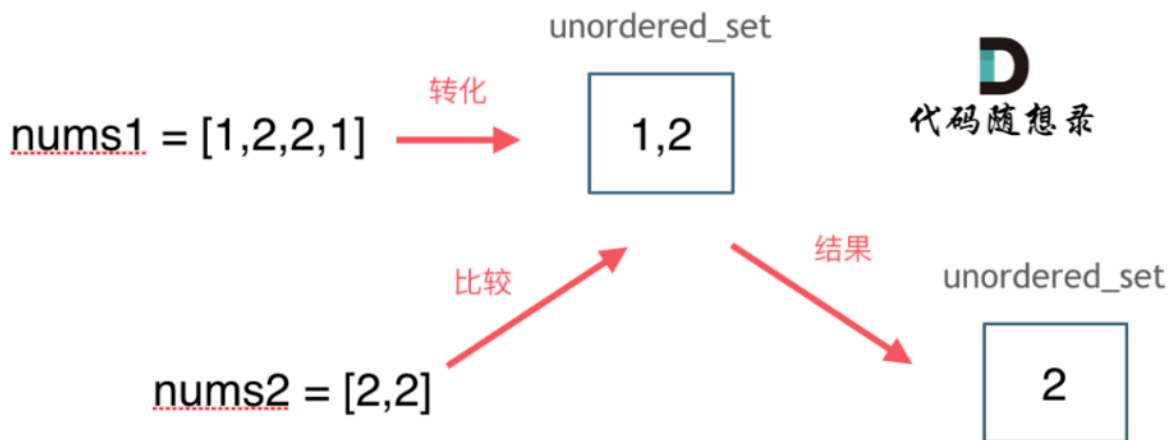 unordered_set
转化
nums1 = [1,2,2,1]
1,2
代码随想录
比较
结果
unordered_set
nums2 = [2,2]
2